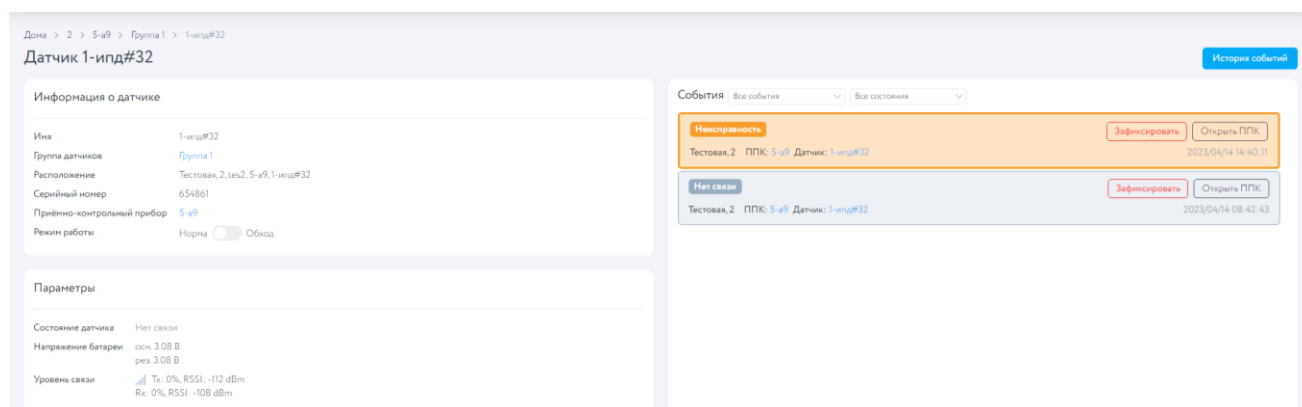 Дома > 2 > 5-a9 > Группа 1 > 1-ипд#32
Датчик 1-ипд#32
История событий
Информация о датчике
Имя 1-ипд#32
Группа датчиков Группа 1
Расположение Тестовая, 2, tes2, 5-a9, 1-ипд#32
Серийный номер 654861
Приёмно-контрольный прибор 5-a9
Режим работы Норма Обход
Параметры
Состояние датчика Нет связи
Напряжение батареи осн. 3.08 В
рез. 3.08 В
Уровень связи Tx: 0%, RSSI: -112 dBm
Rx: 0%, RSSI: -108 dBm
События Все события Все состояния
Неисправность Зафиксировать Открыть ППК
Тестовая, 2 ППК: 5-a9 Датчик: 1-ипд#32 2023/04/14 14:40:11
Нет связи Зафиксировать Открыть ППК
Тестовая, 2 ППК: 5-a9 Датчик: 1-ипд#32 2023/04/14 08:42:43